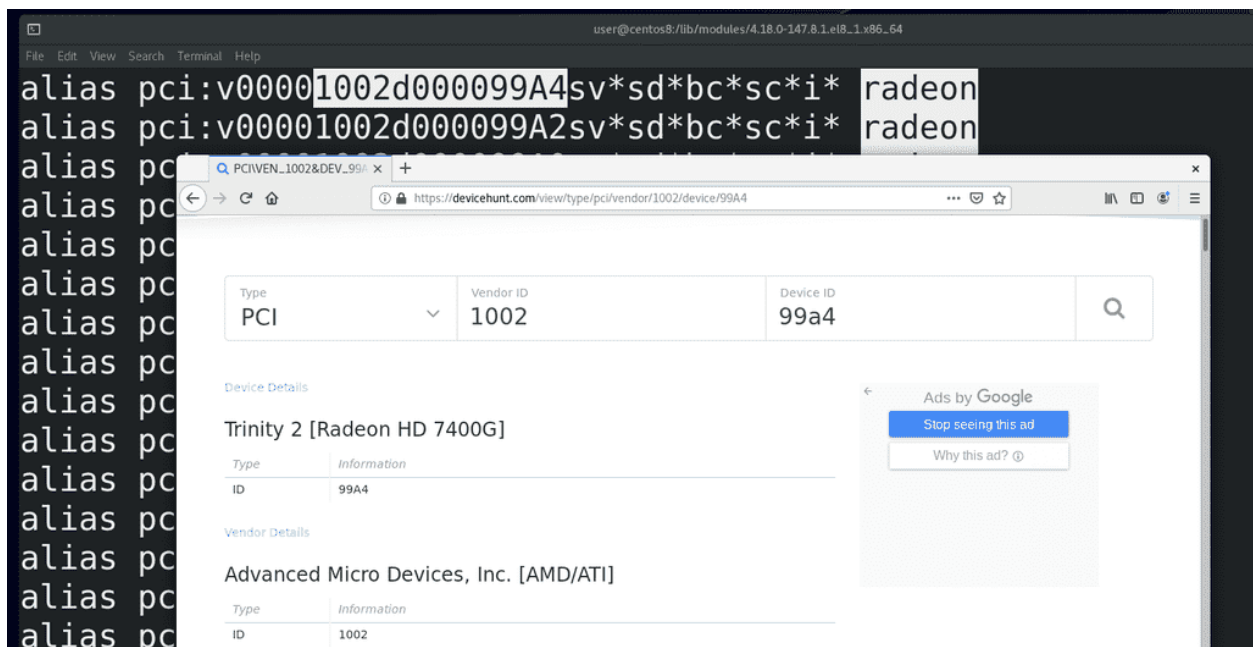 user@centos8:/lib/modules/4.18.0-147.8.1.el8_1.x86_64
File Edit View Search Terminal Help
alias pci:v00001002d000099A4sv*sd*bc*sc*i* radeon
alias pci:v00001002d000099A2sv*sd*bc*sc*i* radeon
alias pc
PCI\VEN_1002&DEV_99A
alias pc
https://devicehunt.com/view/type/pci/vendor/1002/device/99A4
alias pc
alias pc
Type Vendor ID Device ID
PCI 1002 99a4
alias pc
alias pc
Device Details
Ads by Google
alias pc
Stop seeing this ad
Trinity 2 [Radeon HD 7400G]
alias pc
Why this ad?
Type Information
alias pc
ID 99A4
alias pc
Vendor Details
alias pc
Advanced Micro Devices, Inc. [AMD/ATI]
alias pc
Type Information
alias pc
ID 1002